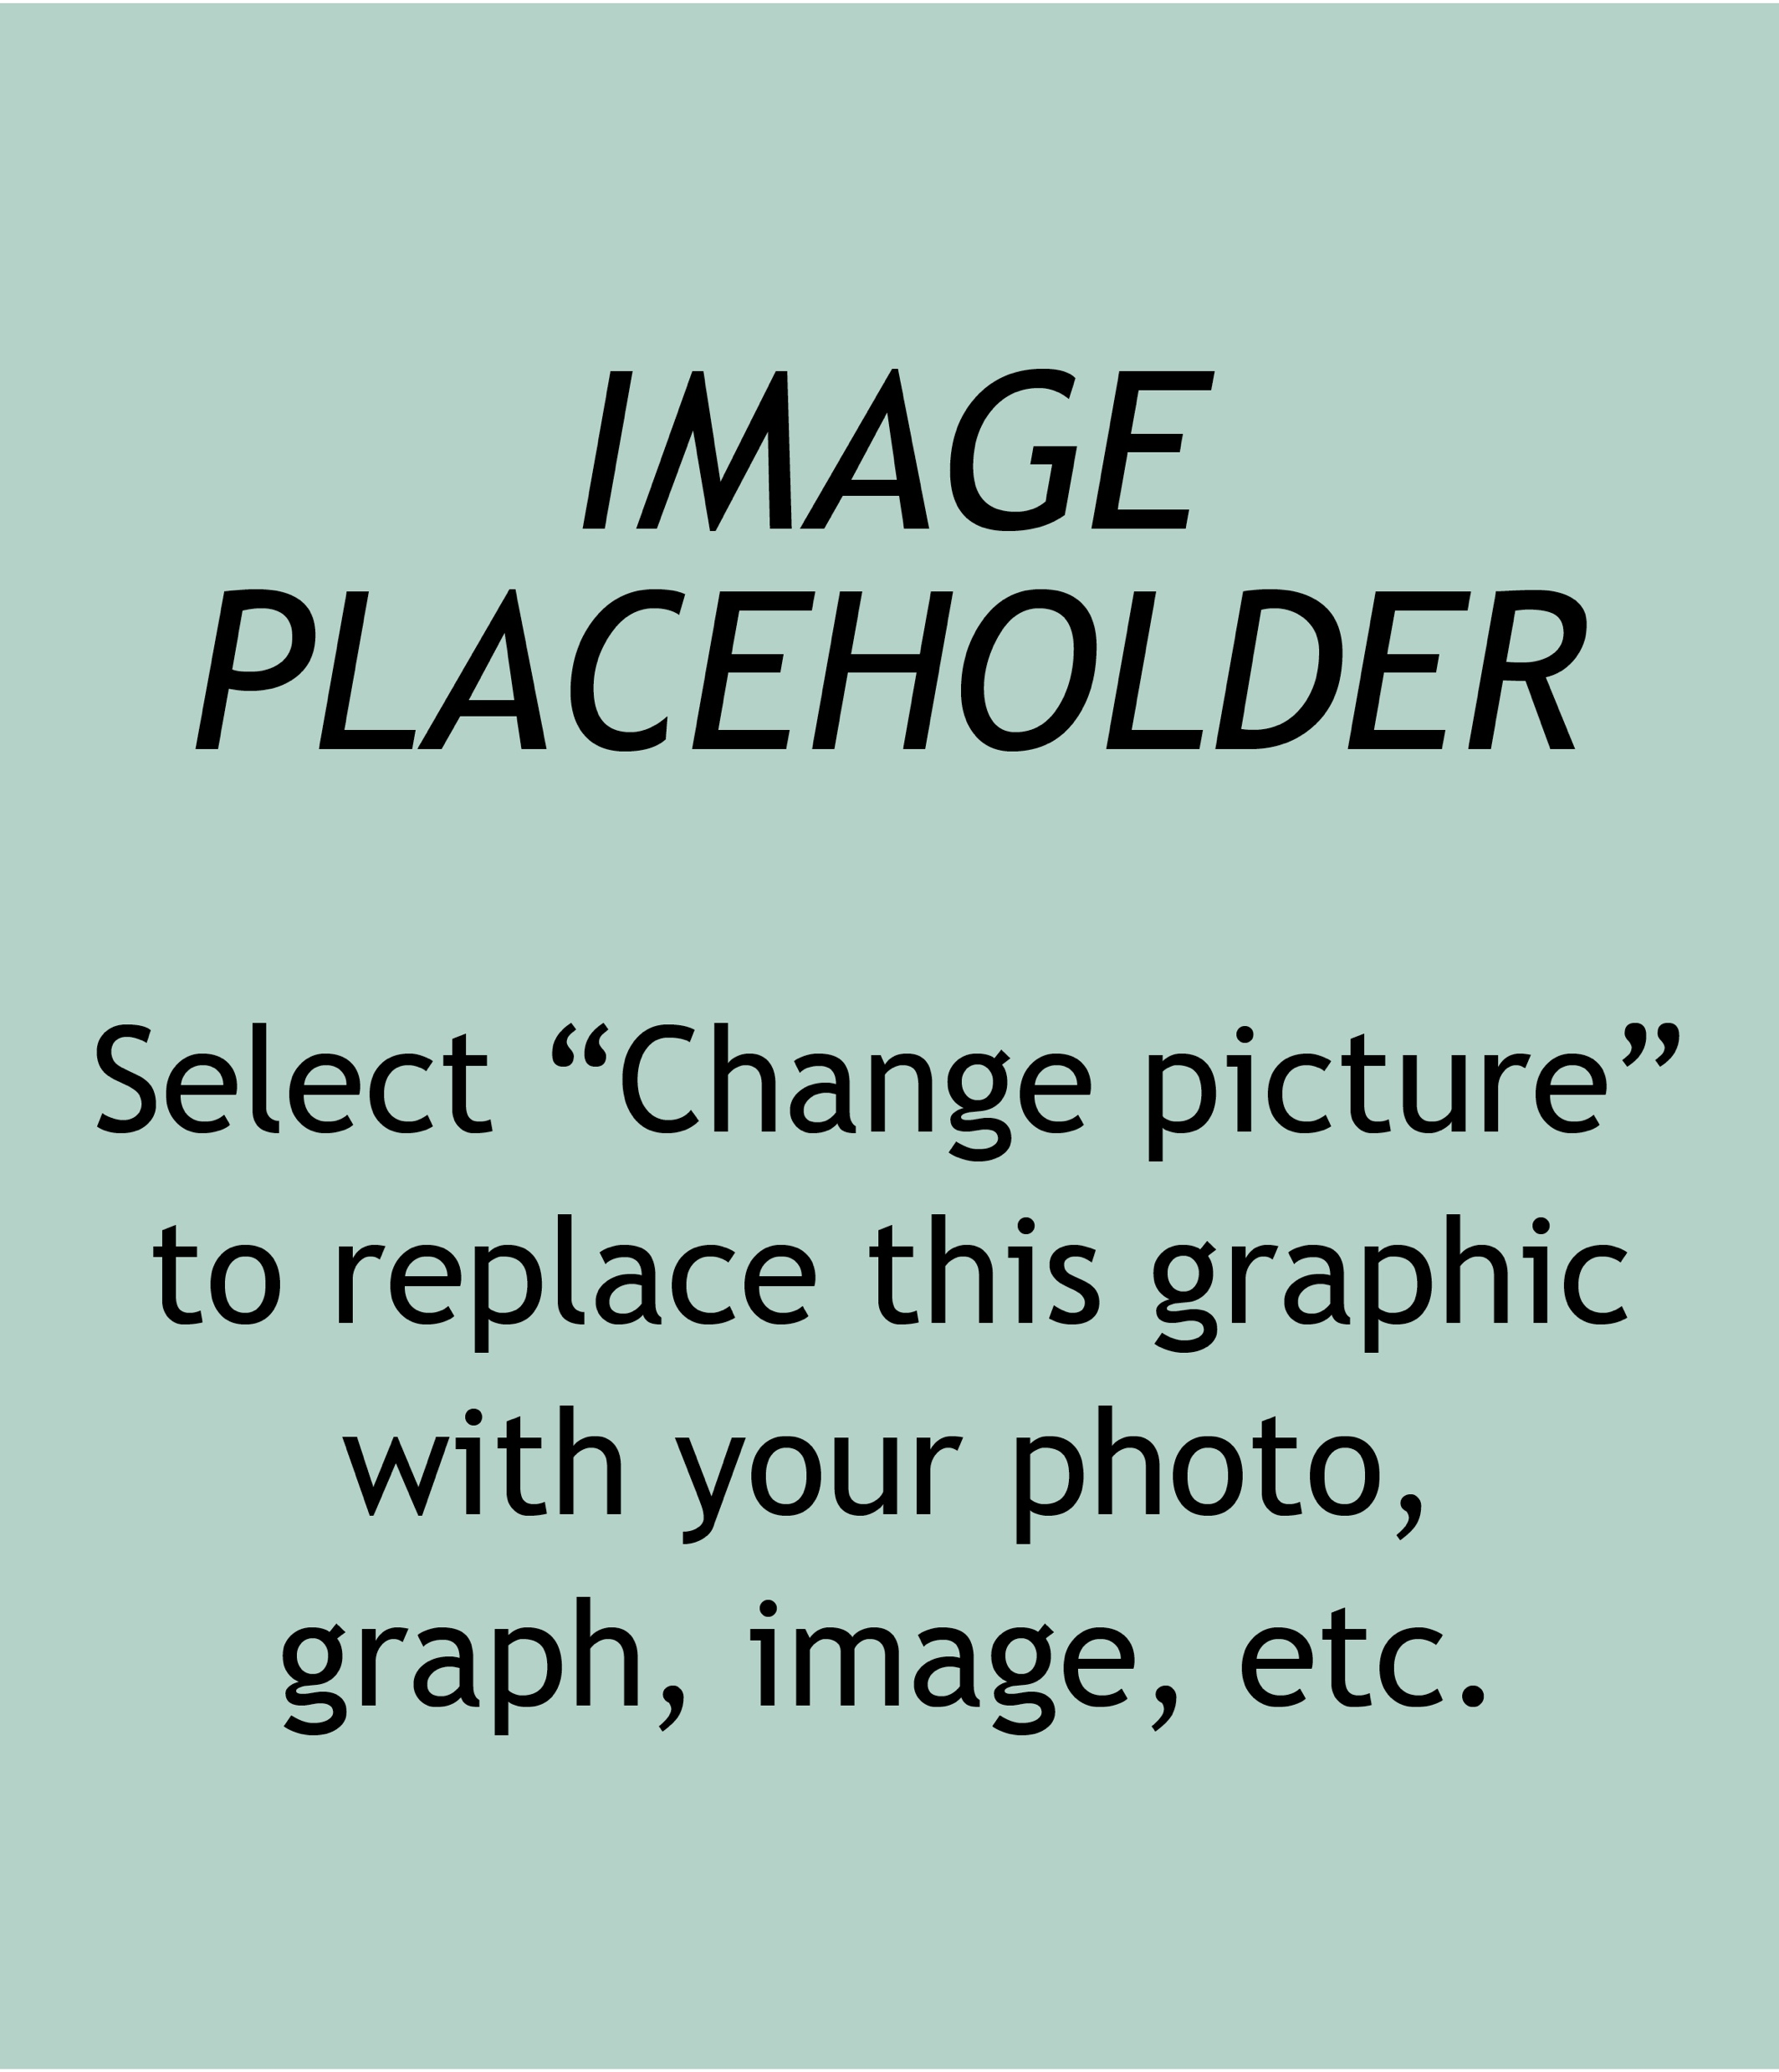 IMAGE
PLACEHOLDER
Select “Change picture”
to replace this graphic
with your photo,
graph, image, etc.